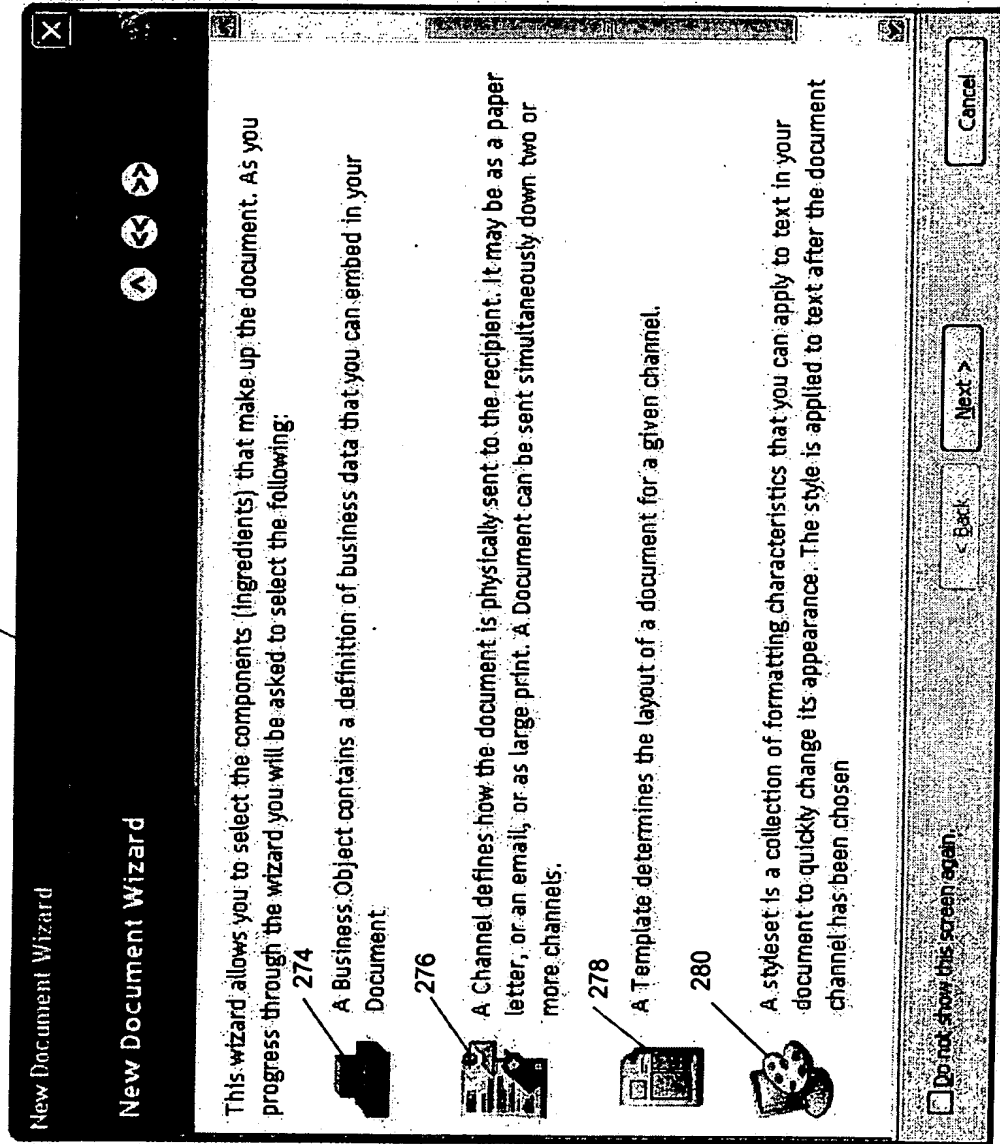 New Document Wizard
New Document Wizard
This wizard allows you to select the components (Ingredients) that make up the document. As you
progress through the wizard you will be asked to select the following:
274
A Business Object contains a definition of business data that you can embed in your
Document
276
A Channel defines how the document is physically sent to the recipient. It may be as a paper
letter, or an email, or as large print. A Document can be sent simultaneously down two or
more channels.
278
A Template determines the layout of a document for a given channel.
280
A styleset is a collection of formatting characteristics that you can apply to text in your
document to quickly change its appearance. The style is applied to text after the document
channel has been chosen
Do not show this screen again.
< Back
Next >
Cancel